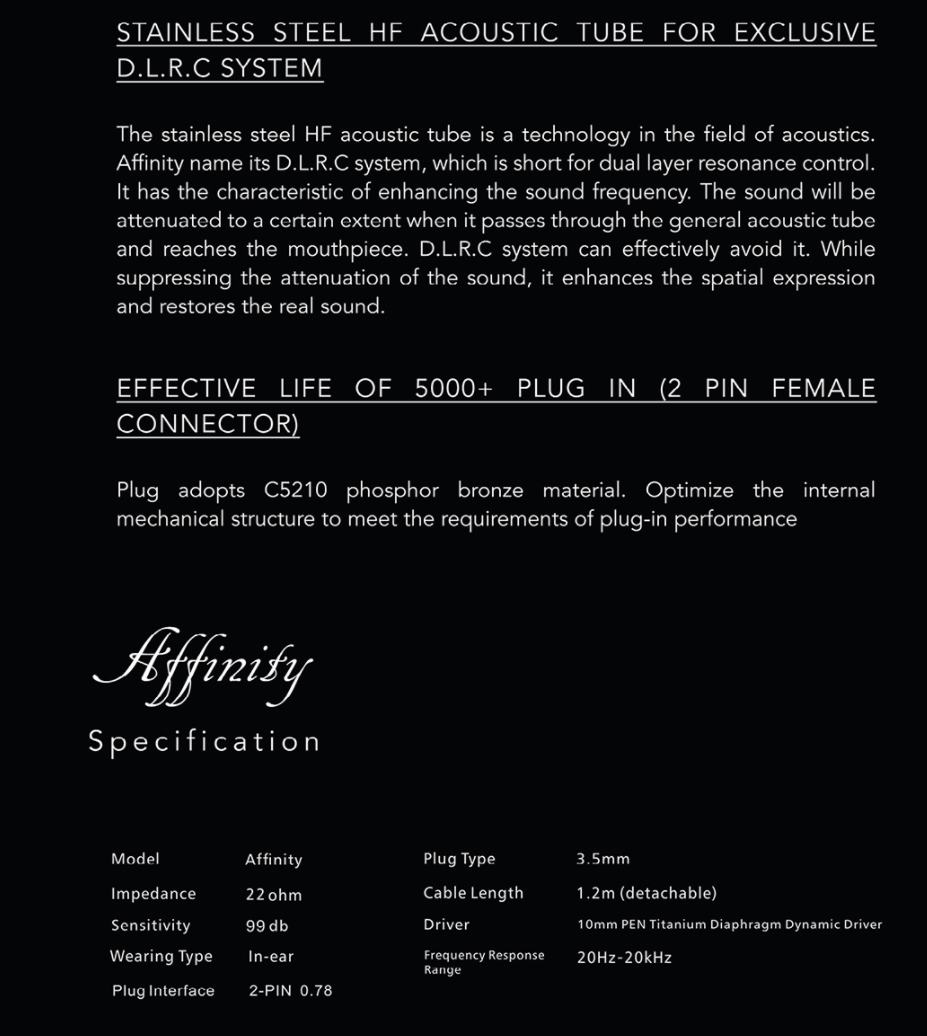 STAINLESS STEEL HF ACOUSTIC TUBE FOR EXCLUSIVE
D.L.R.C SYSTEM
The stainless steel HF acoustic tube is a technology in the field of acoustics.
Affinity name its D.L.R.C system, which is short for dual layer resonance control.
It has the characteristic of enhancing the sound frequency. The sound will be
attenuated to a certain extent when it passes through the general acoustic tube
and reaches the mouthpiece. D.L.R.C system can effectively avoid it. While
suppressing the attenuation of the sound, it enhances the spatial expression
and restores the real sound.
EFFECTIVE LIFE OF 5000+ PLUG IN (2 PIN FEMALE
CONNECTOR)
Plug adopts C5210 phosphor bronze material. Optimize the internal
mechanical structure to meet the requirements of plug-in performance
Affinity
Specification
Model Affinity
Impedance 22 ohm
Sensitivity 99 db
Wearing Type In-ear
Plug Interface 2-PIN 0.78
Plug Type 3.5mm
Cable Length 1.2m (detachable)
Driver 10mm PEN Titanium Diaphragm Dynamic Driver
Frequency Response 20Hz-20kHz
Range